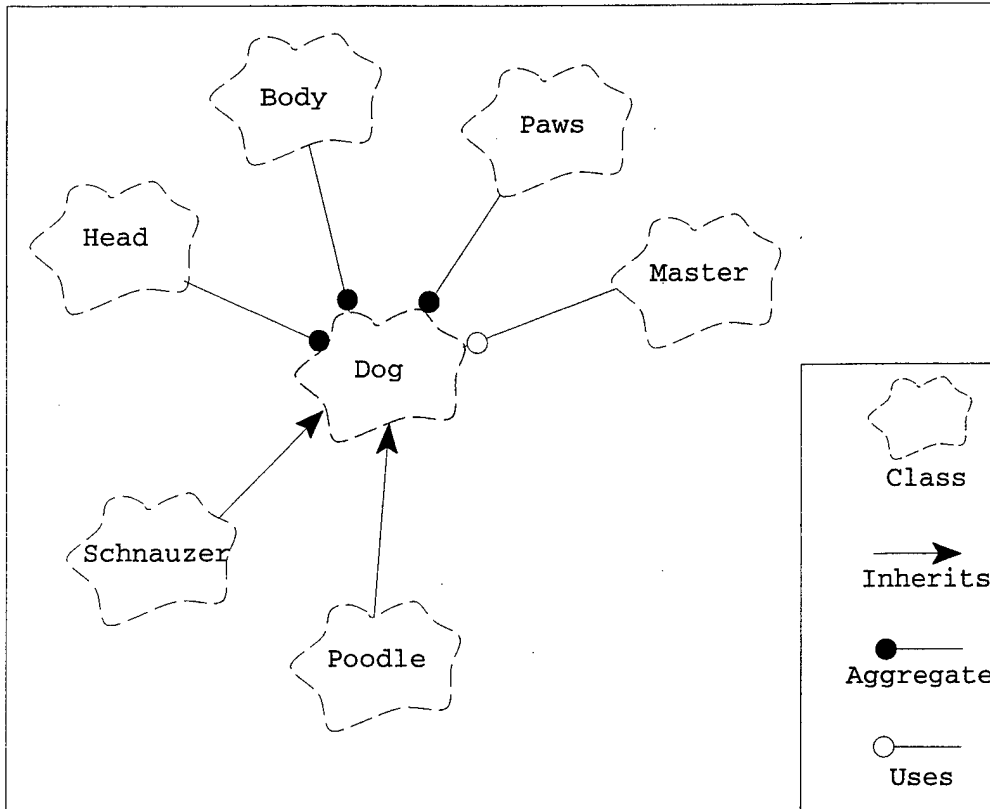 Body
Paws
Head
Master
Dog
Schnauzer
Poodle
Class
Inherits
Aggregate
Uses